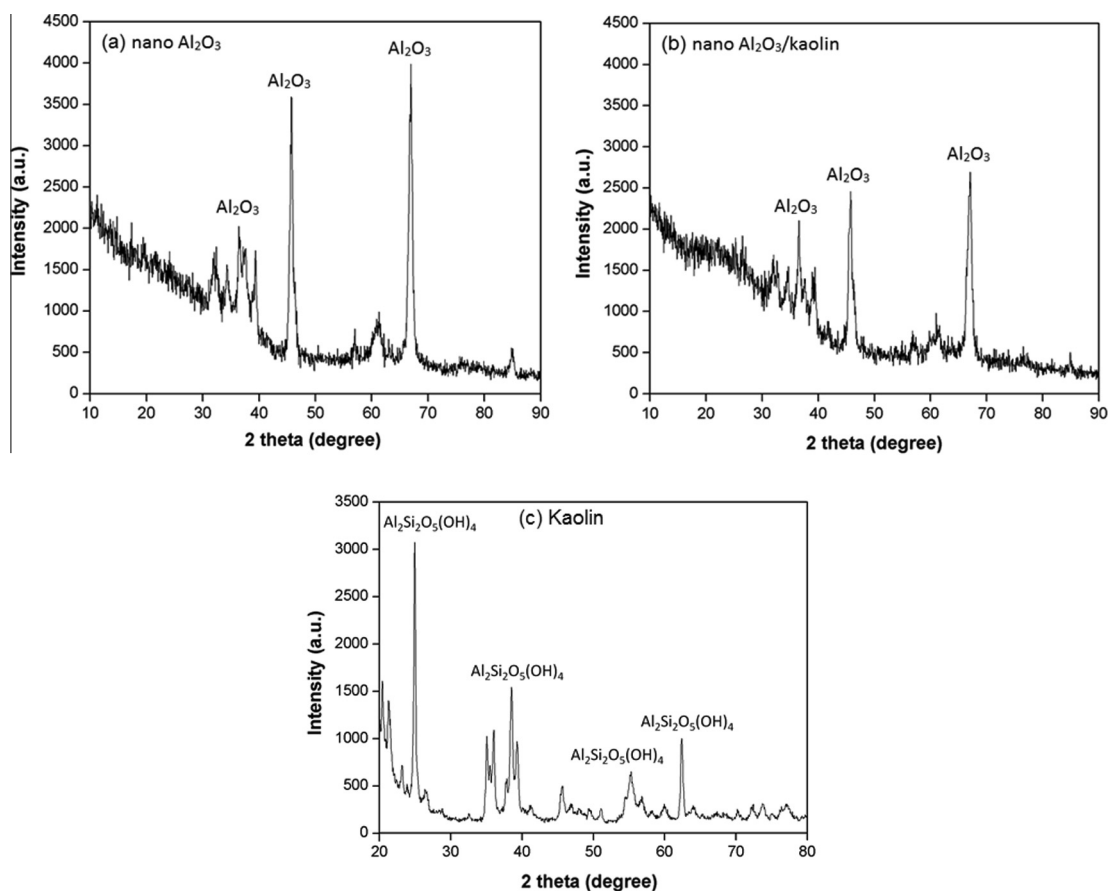 (a) nano Al₂O₃
Al₂O₃
Al₂O₃
Al₂O₃
4500
4000
3500
3000
2500
2000
1500
1000
500
0
Intensity (a.u.)
10 20 30 40 50 60 70 80 90
2 theta (degree)
(b) nano Al₂O₃/kaolin
Al₂O₃
Al₂O₃
Al₂O₃
4500
4000
3500
3000
2500
2000
1500
1000
500
0
Intensity (a.u.)
10 20 30 40 50 60 70 80 90
2 theta (degree)
(c) Kaolin
Al₂Si₂O₅(OH)₄
Al₂Si₂O₅(OH)₄
Al₂Si₂O₅(OH)₄
Al₂Si₂O₅(OH)₄
3500
3000
2500
2000
1500
1000
500
0
Intensity (a.u.)
20 30 40 50 60 70 80
2 theta (degree)